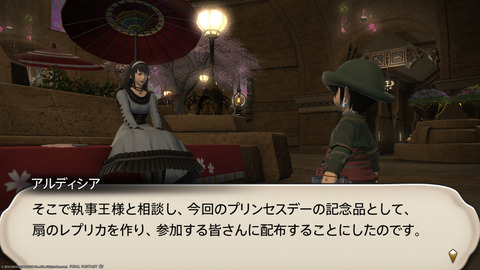 アルディシア
そこで執事王様と相談し、今回のプリンセスデーの記念品として、
扇のレプリカを作り、参加する皆さんに配布することにしたのです。
FINAL FANTASY XIV